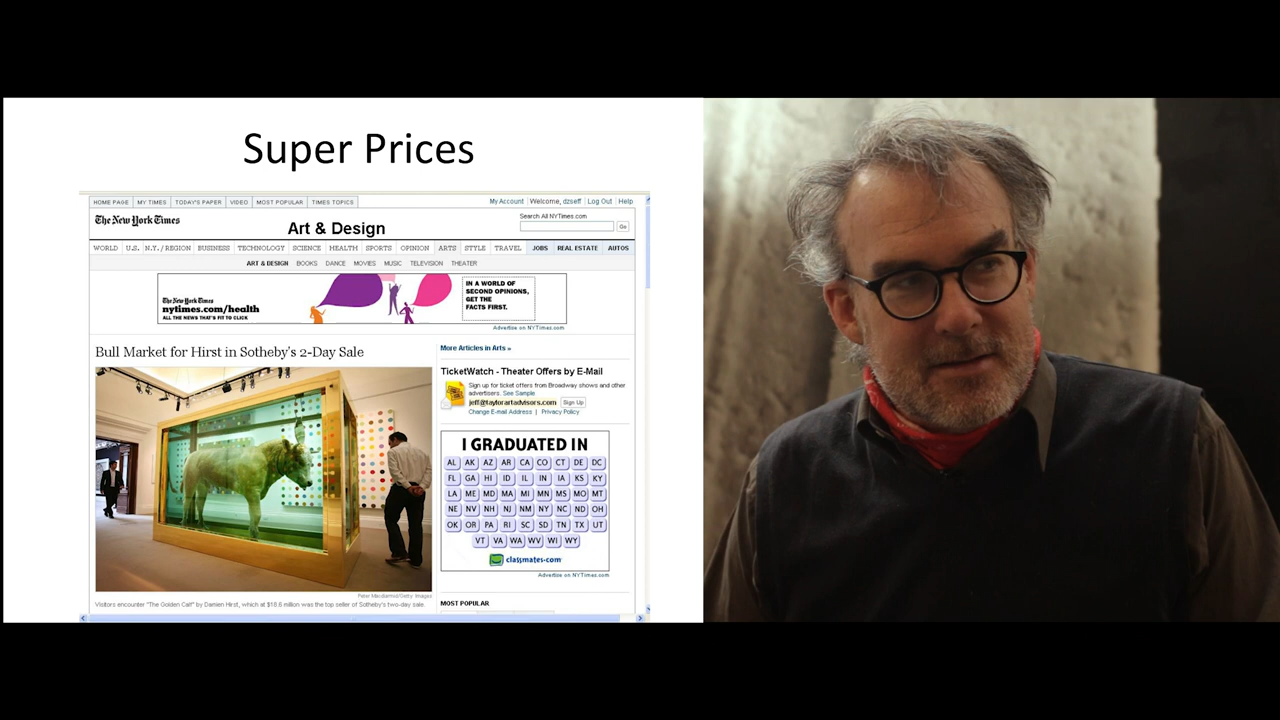 Super Prices
HOME PAGE MY TIMES TODAY'S PAPER VIDEO MOST POPULAR TIMES TOPICS
My Account Welcome, dzseff Log Out Help
The New York Times
Art & Design
Search All NYTimes.com
Go
WORLD U.S. N.Y. / REGION BUSINESS TECHNOLOGY SCIENCE HEALTH SPORTS OPINION ARTS STYLE TRAVEL JOBS REAL ESTATE AUTOS
ART & DESIGN BOOKS DANCE MOVIES MUSIC TELEVISION THEATER
The New York Times
nytimes.com/health
ALL THE NEWS THAT'S FIT TO CLICK
IN A WORLD OF
SECOND OPINIONS,
GET THE
FACTS FIRST.
Advertise on NYTimes.com
Bull Market for Hirst in Sotheby's 2-Day Sale
Visitors encounter "The Golden Calf" by Damien Hirst, which at $18.6 million was the top seller of Sotheby's two-day sale.
More Articles in Arts »
TicketWatch - Theater Offers by E-Mail
Sign up for ticket offers from Broadway shows and other
advertisers. See Sample
jeff@taylorartadvisors.com Sign Up
Change E-mail Address | Privacy Policy
I GRADUATED IN
AL AK AZ AR CA CO CT DE DC
FL GA HI ID IL IN IA KS KY
LA ME MD MA MI MN MS MO MT
NE NV NH NJ NM NY NC ND OH
OK OR PA RI SC SD TN TX UT
VT VA WA WV WI WY
classmates.com
Advertise on NYTimes.com
MOST POPULAR